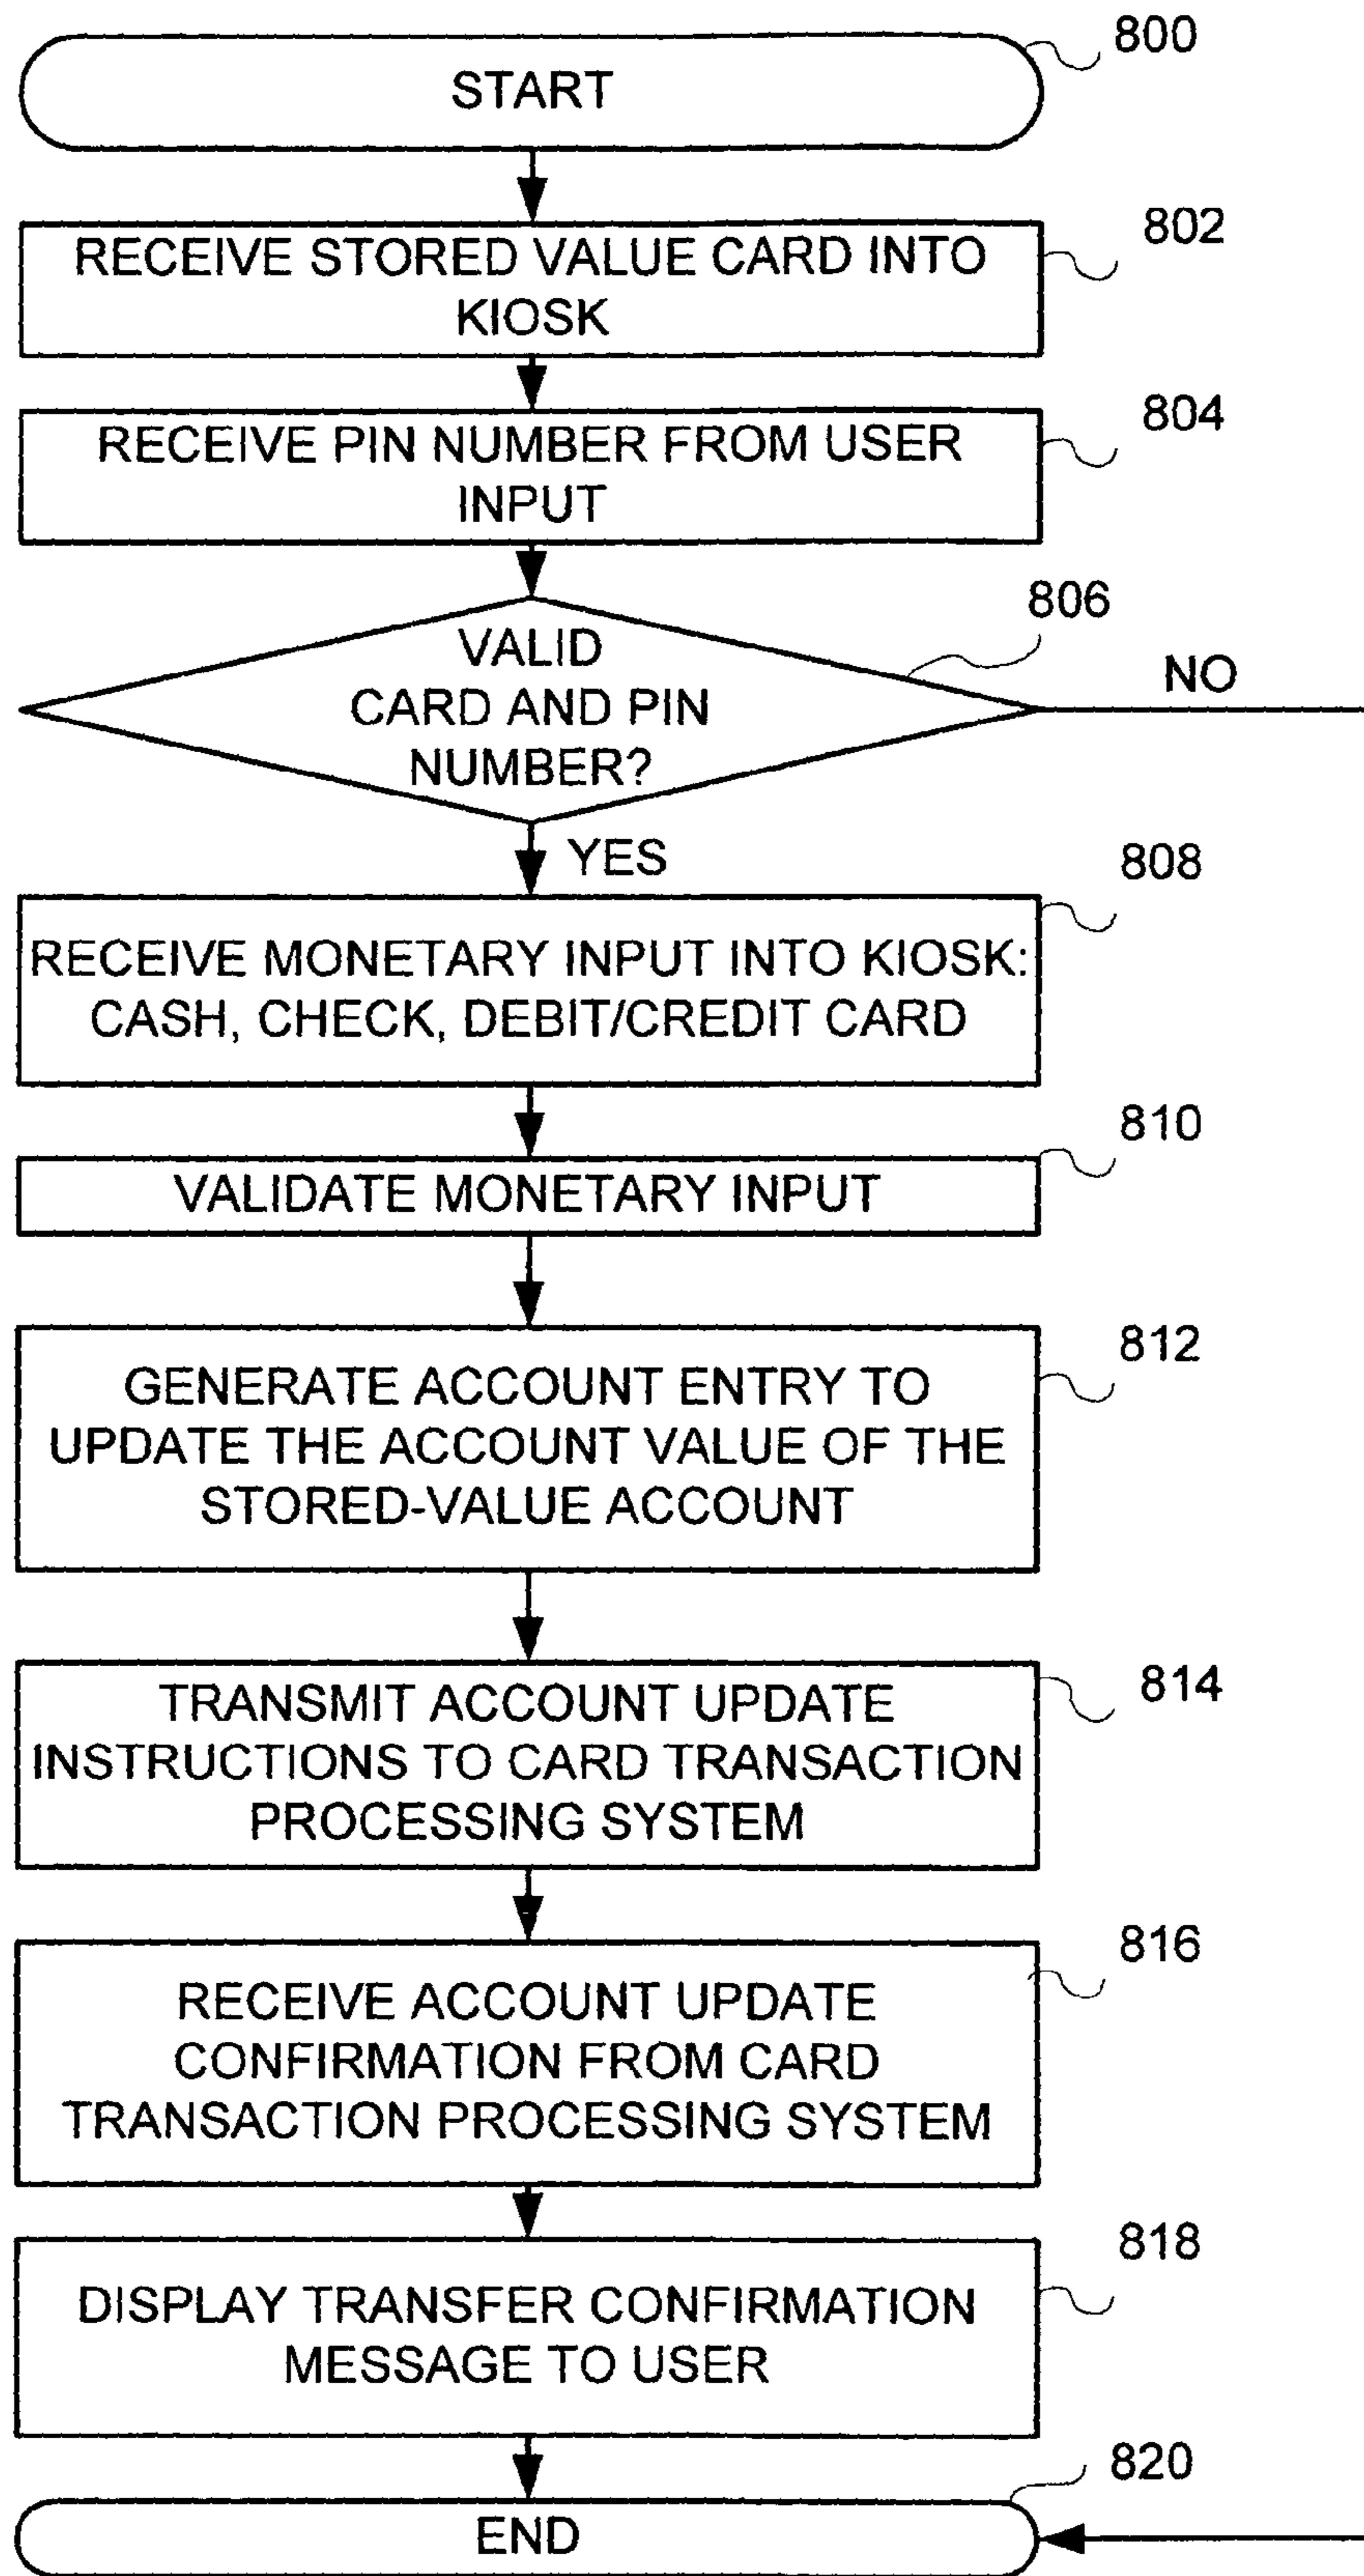 800
START
802
RECEIVE STORED VALUE CARD INTO
KIOSK
804
RECEIVE PIN NUMBER FROM USER
INPUT
806
VALID
CARD AND PIN
NUMBER?
NO
YES
808
RECEIVE MONETARY INPUT INTO KIOSK:
CASH, CHECK, DEBIT/CREDIT CARD
810
VALIDATE MONETARY INPUT
812
GENERATE ACCOUNT ENTRY TO
UPDATE THE ACCOUNT VALUE OF THE
STORED-VALUE ACCOUNT
814
TRANSMIT ACCOUNT UPDATE
INSTRUCTIONS TO CARD TRANSACTION
PROCESSING SYSTEM
816
RECEIVE ACCOUNT UPDATE
CONFIRMATION FROM CARD
TRANSACTION PROCESSING SYSTEM
818
DISPLAY TRANSFER CONFIRMATION
MESSAGE TO USER
820
END